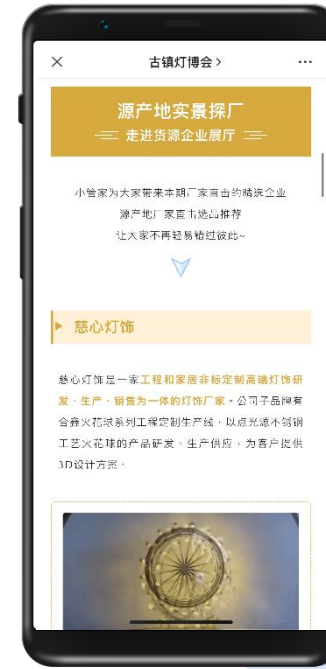 古镇灯博会
源产地实景探厂
走进货源企业展厅
小管家为大家带来本期厂家直击的精选企业
源产地厂家直击选品推荐
让大家不再轻易错过彼此~
慈心灯饰
慈心灯饰是一家工程和家居非标定制高端灯饰研
发、生产、销售为一体的灯饰厂家。公司子品牌有
合鑫火花球系列工程定制生产线,以点光源不锈钢
工艺火花球的产品研发、生产供应,为客户提供
3D设计方案。